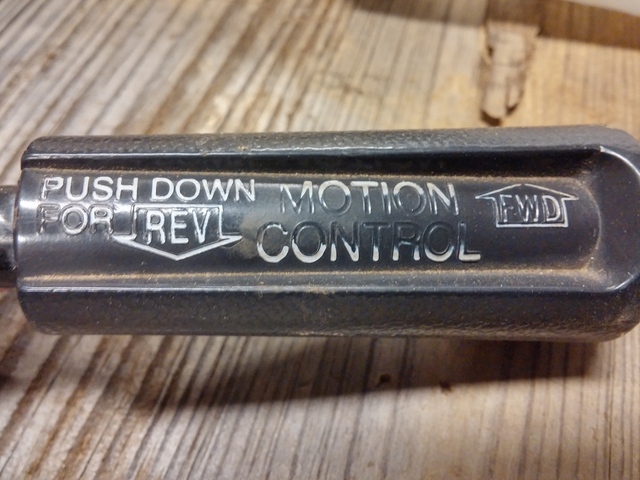 PUSH DOWN
FOR REV
MOTION
CONTROL
FWD